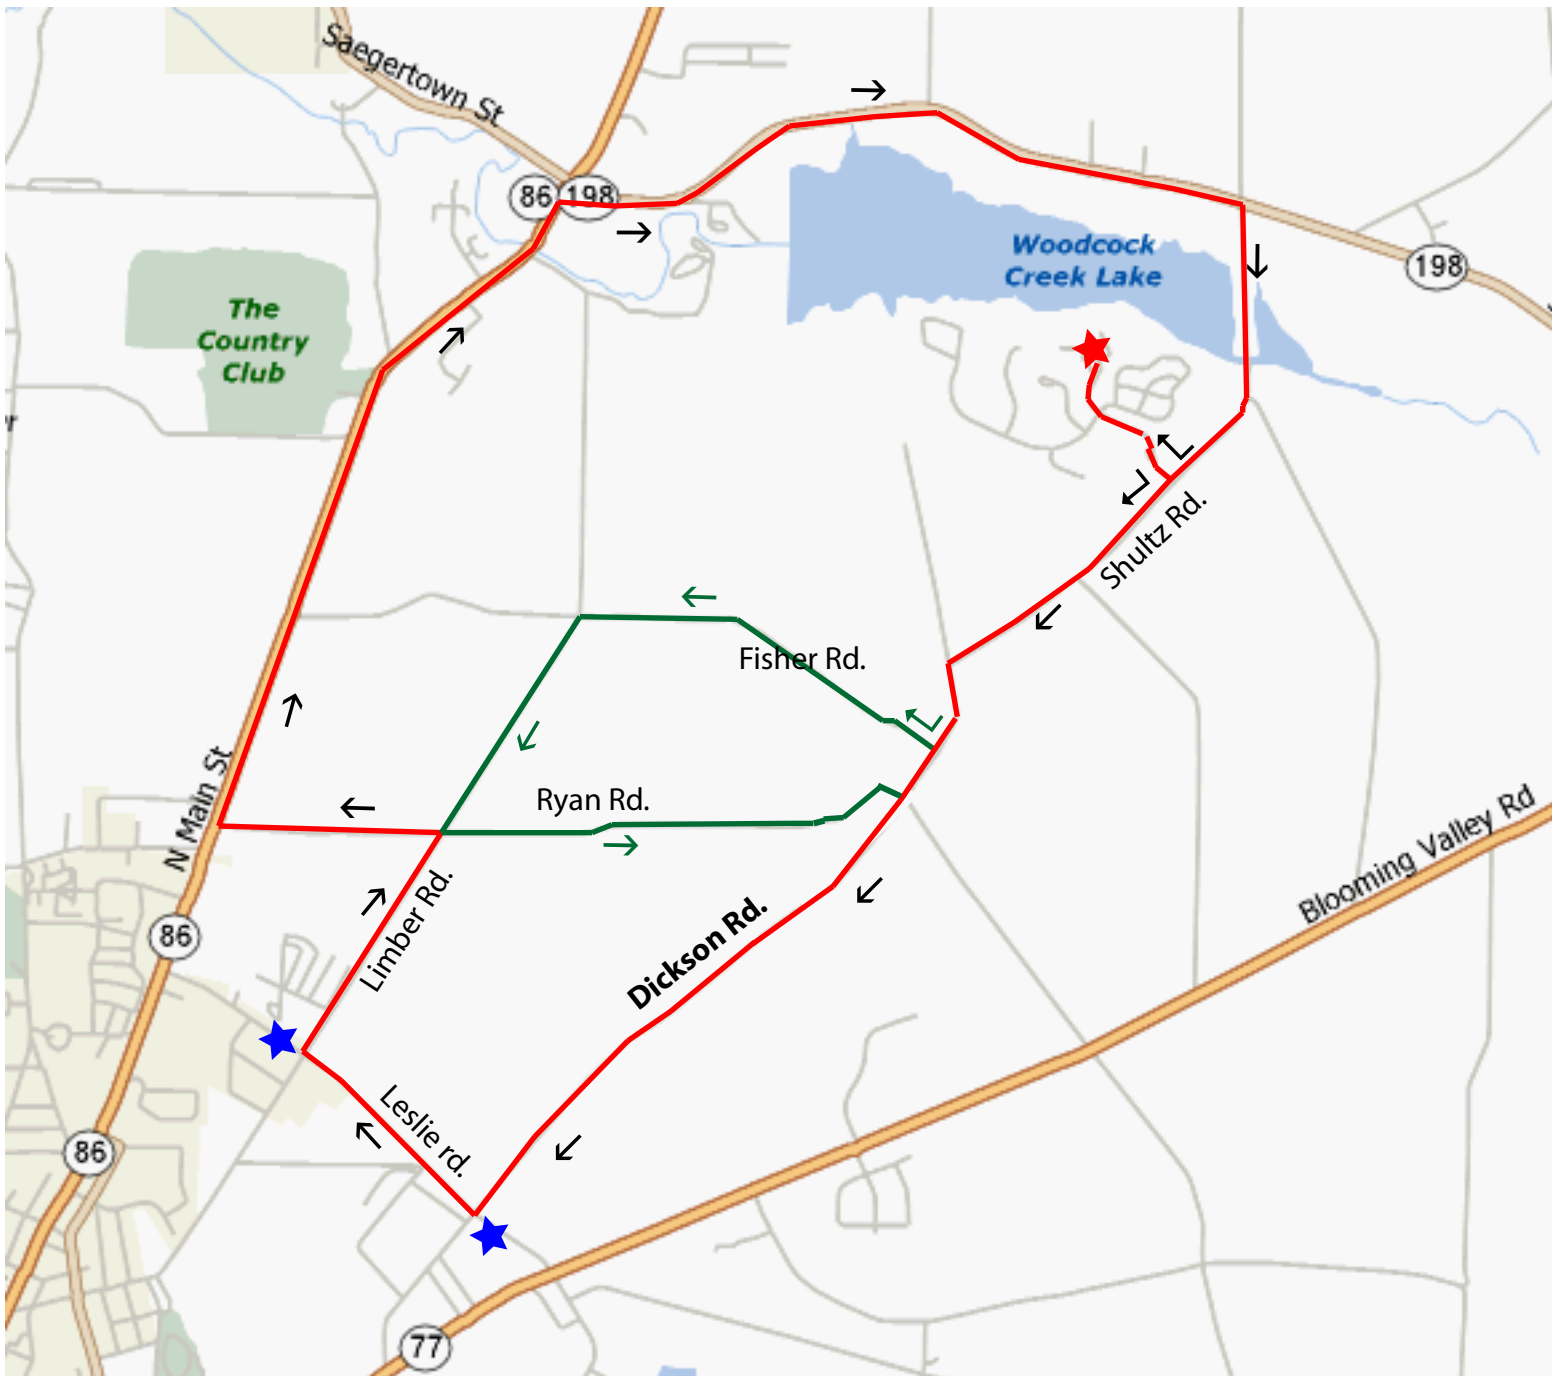 Saegertown St
86
198
Woodcock
Creek Lake
198
The
Country
Club
r
Shultz Rd.
Fisher Rd.
Ryan Rd.
N Main St
Blooming Valley Rd
Limber Rd.
Dickson Rd.
86
Leslie rd.
86
77